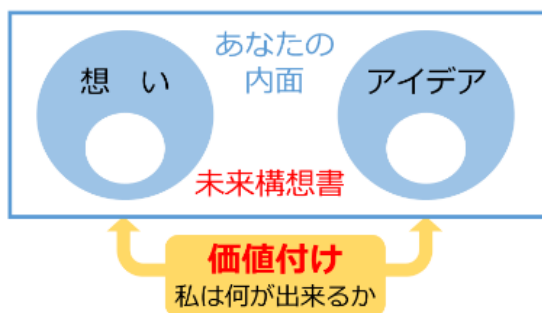 あなたの
内面
想　い
アイデア
未来構想書
価値付け
私は何が出来るか